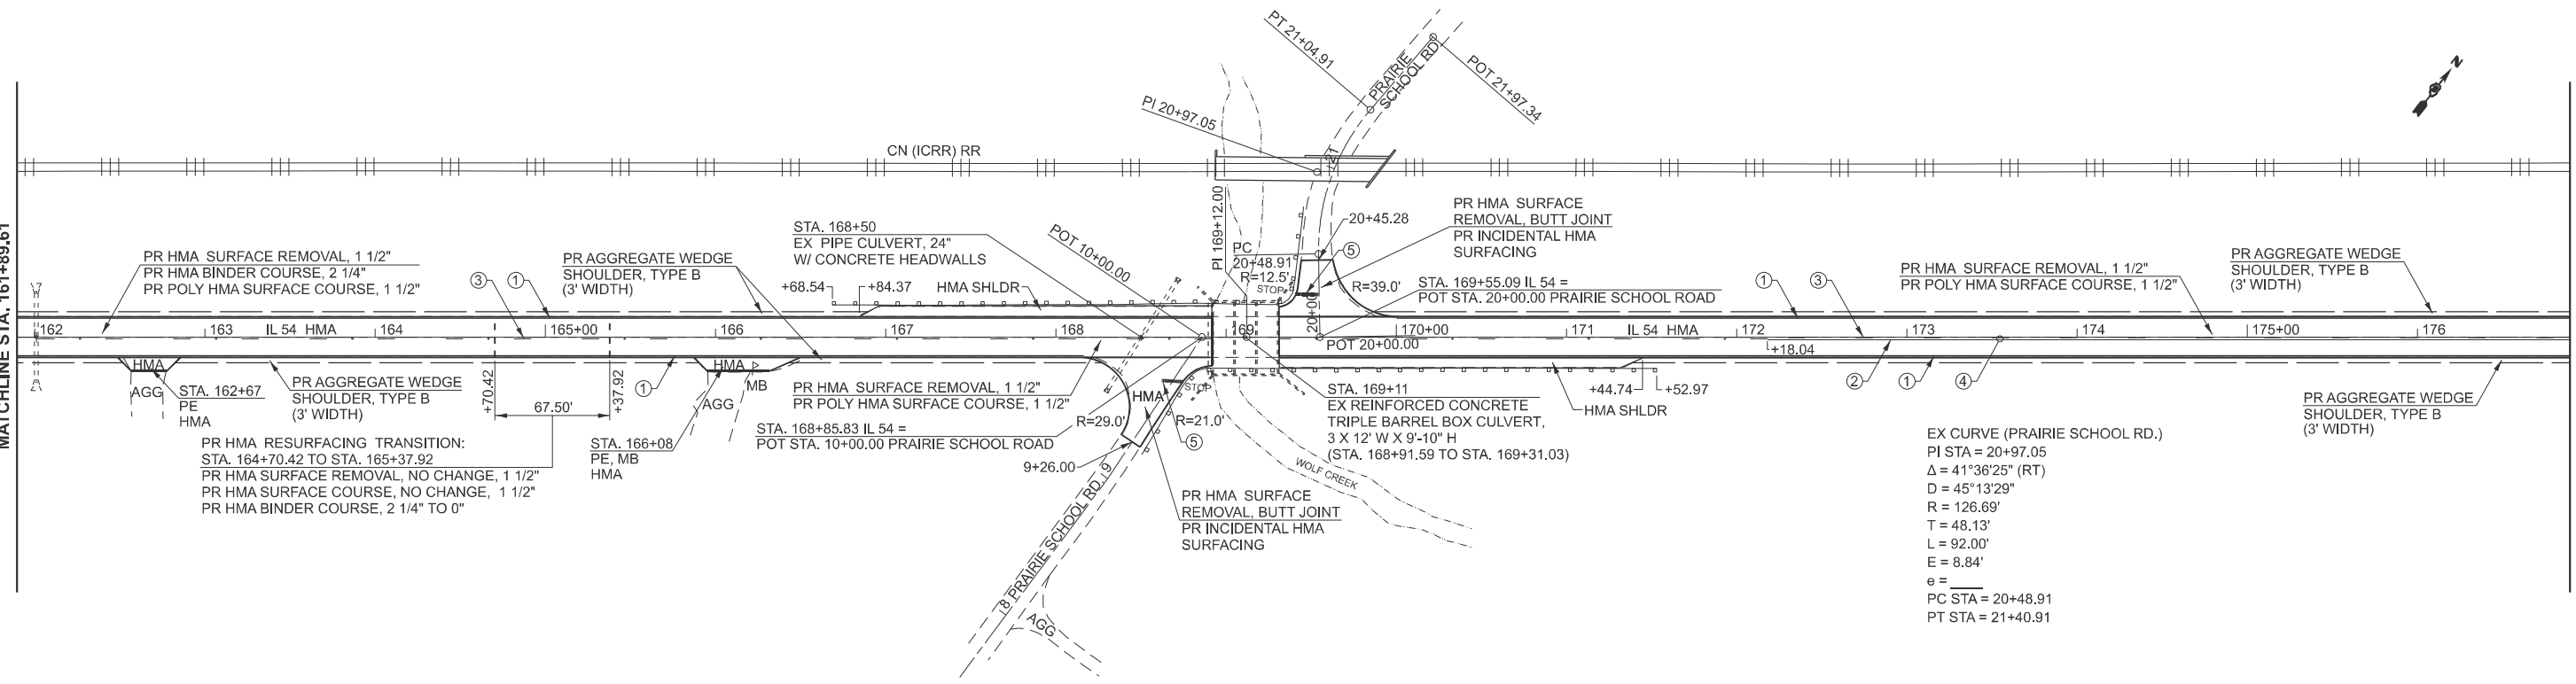 MATCHLINE STA. 161+89.61
PT 21+04.91
PRAIRIE
SCHOOL RD.
POT 21+97.34
PI 20+97.05
N
CN (ICRR) RR
21
PI 169+12.00
PR HMA SURFACE REMOVAL, 1 1/2"
PR HMA BINDER COURSE, 2 1/4"
PR POLY HMA SURFACE COURSE, 1 1/2"
3
1
PR AGGREGATE WEDGE
SHOULDER, TYPE B
(3' WIDTH)
STA. 168+50
EX PIPE CULVERT, 24"
W/ CONCRETE HEADWALLS
+68.54
+84.37
HMA SHLDR
POT 10+00.00
PC
20+48.91
R=12.5'
STOP
20+45.28
5
PR HMA SURFACE
REMOVAL, BUTT JOINT
PR INCIDENTAL HMA
SURFACING
R=39.0'
20+00
STA. 169+55.09 IL 54 =
POT STA. 20+00.00 PRAIRIE SCHOOL ROAD
1
3
PR HMA SURFACE REMOVAL, 1 1/2"
PR POLY HMA SURFACE COURSE, 1 1/2"
PR AGGREGATE WEDGE
SHOULDER, TYPE B
(3' WIDTH)
162
163
IL 54 HMA
164
165+00
166
167
168
169
170+00
171
IL 54 HMA
172
173
174
175+00
176
POT 20+00.00
+18.04
HMA
AGG
STA. 162+67
PE
HMA
PR AGGREGATE WEDGE
SHOULDER, TYPE B
(3' WIDTH)
+70.42
67.50'
+37.92
1
HMA
MB
AGG
STA. 166+08
PE, MB
HMA
PR HMA SURFACE REMOVAL, 1 1/2"
PR POLY HMA SURFACE COURSE, 1 1/2"
STA. 168+85.83 IL 54 =
POT STA. 10+00.00 PRAIRIE SCHOOL ROAD
R=29.0'
HMA
STOP
R=21.0'
5
9+26.00
STA. 169+11
EX REINFORCED CONCRETE
TRIPLE BARREL BOX CULVERT,
3 X 12' W X 9'-10" H
(STA. 168+91.59 TO STA. 169+31.03)
+44.74
+52.97
HMA SHLDR
2
1
4
PR AGGREGATE WEDGE
SHOULDER, TYPE B
(3' WIDTH)
PR HMA RESURFACING TRANSITION:
STA. 164+70.42 TO STA. 165+37.92
PR HMA SURFACE REMOVAL, NO CHANGE, 1 1/2"
PR HMA SURFACE COURSE, NO CHANGE, 1 1/2"
PR HMA BINDER COURSE, 2 1/4" TO 0"
WOLF CREEK
PR HMA SURFACE
REMOVAL, BUTT JOINT
PR INCIDENTAL HMA
SURFACING
8 PRAIRIE SCHOOL RD. 9
AGG
EX CURVE (PRAIRIE SCHOOL RD.)
PI STA = 20+97.05
Δ = 41°36'25" (RT)
D = 45°13'29"
R = 126.69'
T = 48.13'
L = 92.00'
E = 8.84'
e = ____
PC STA = 20+48.91
PT STA = 21+40.91